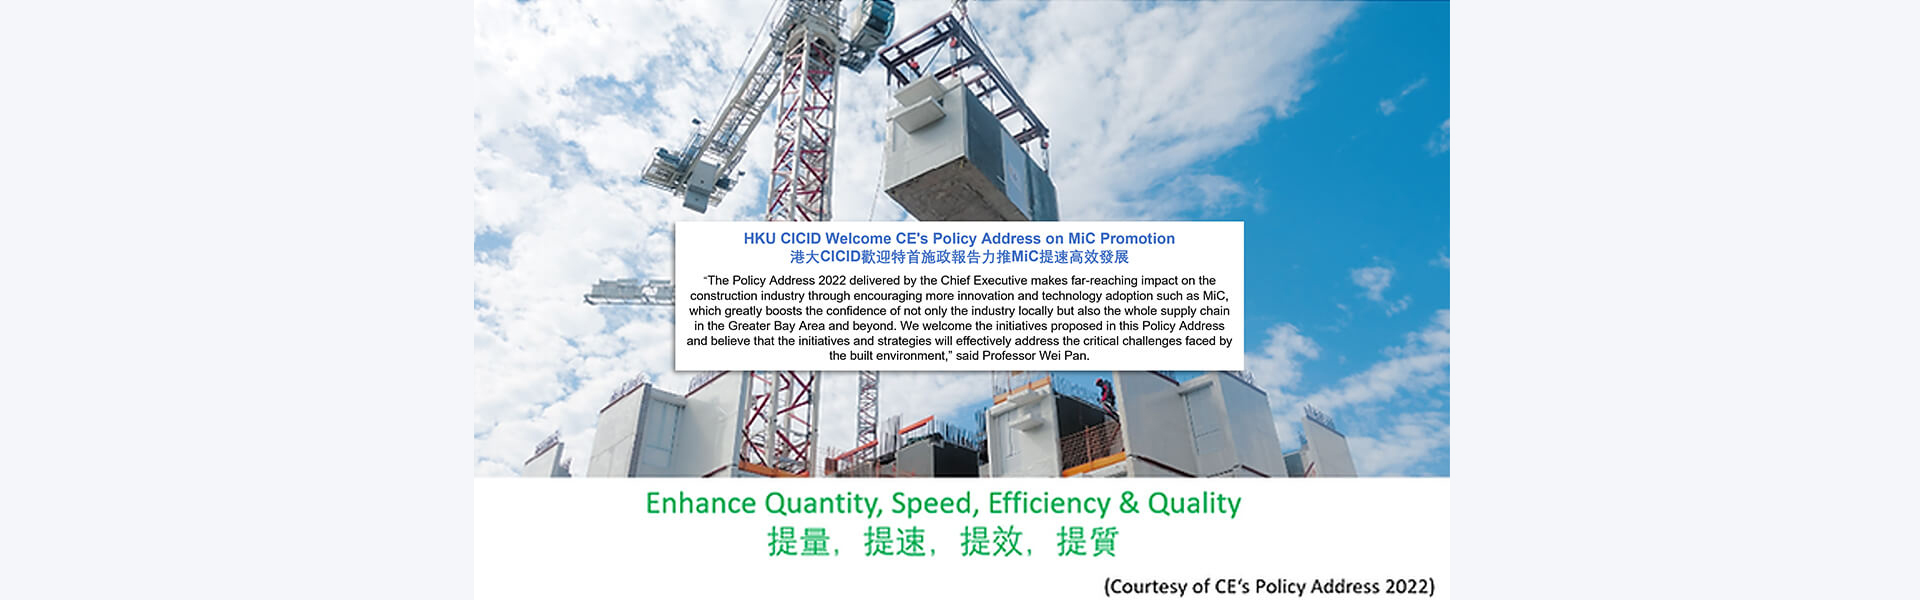 HKU CICID Welcome CE's Policy Address on MiC Promotion
港大CICID歡迎特首施政報告力推MiC提速高效發展
“The Policy Address 2022 delivered by the Chief Executive makes far-reaching impact on the
construction industry through encouraging more innovation and technology adoption such as MiC,
which greatly boosts the confidence of not only the industry locally but also the whole supply chain
in the Greater Bay Area and beyond. We welcome the initiatives proposed in this Policy Address
and believe that the initiatives and strategies will effectively address the critical challenges faced by
the built environment,” said Professor Wei Pan.
Enhance Quantity, Speed, Efficiency & Quality
提量，提速，提效，提質
(Courtesy of CE‘s Policy Address 2022)